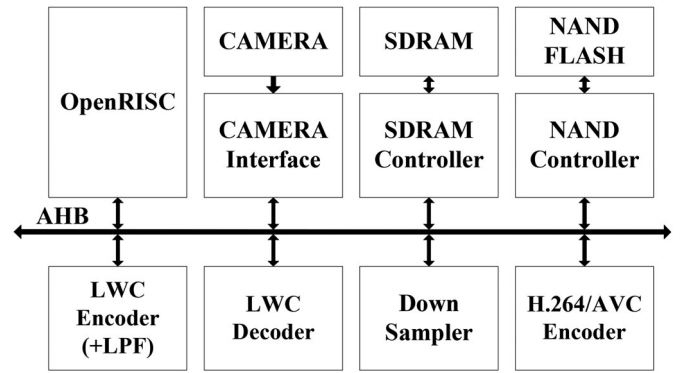 OpenRISC
CAMERA
SDRAM
NAND
FLASH
CAMERA
Interface
SDRAM
Controller
NAND
Controller
AHB
LWC
Encoder
(+LPF)
LWC
Decoder
Down
Sampler
H.264/AVC
Encoder